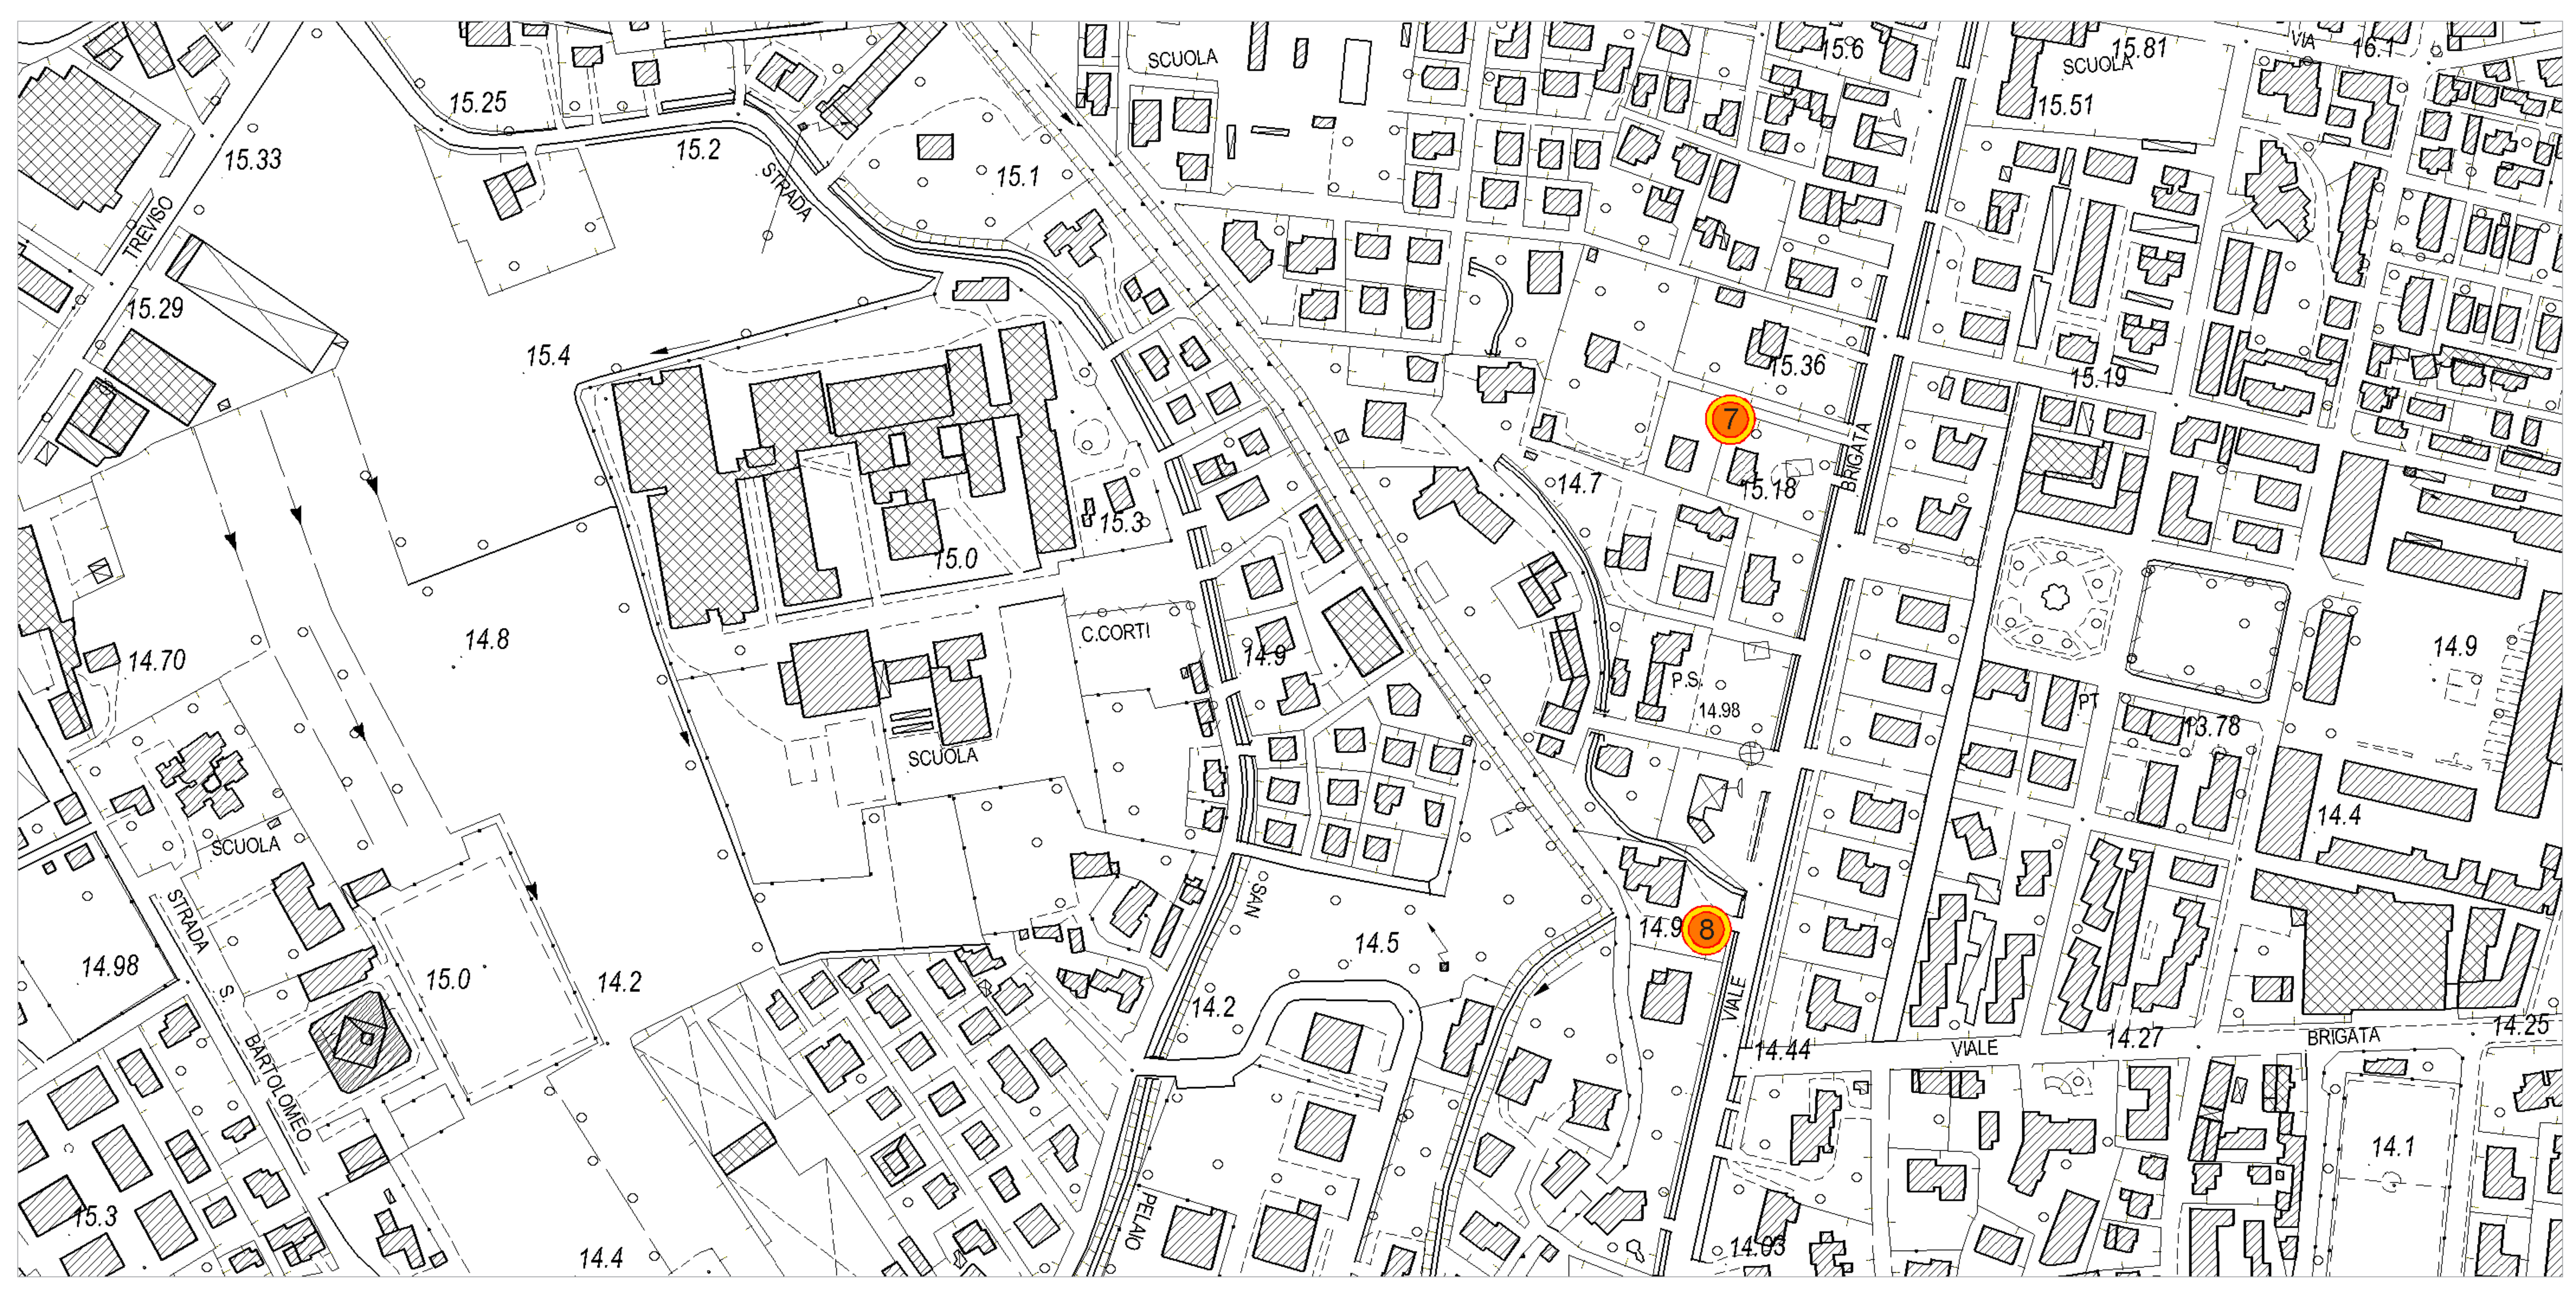 VIA
16.1
15.6
15.81
SCUOLA
SCUOLA
15.25
15.51
15.2
15.33
15.1
STRADA
TREVISO
15.29
15.4
15.36
15.19
7
BRIGATA
14.7
15.18
15.3
15.0
C.CORTI
14.8
14.9
14.9
14.70
P.S.
14.98
PT
13.78
SCUOLA
14.4
SCUOLA
SAN
STRADA
14.9
8
14.5
14.98
S.
15.0
14.2
14.2
VIALE
14.25
BRIGATA
14.27
VIALE
14.44
BARTOLOMEO
14.1
15.3
PELAIO
14.03
14.4